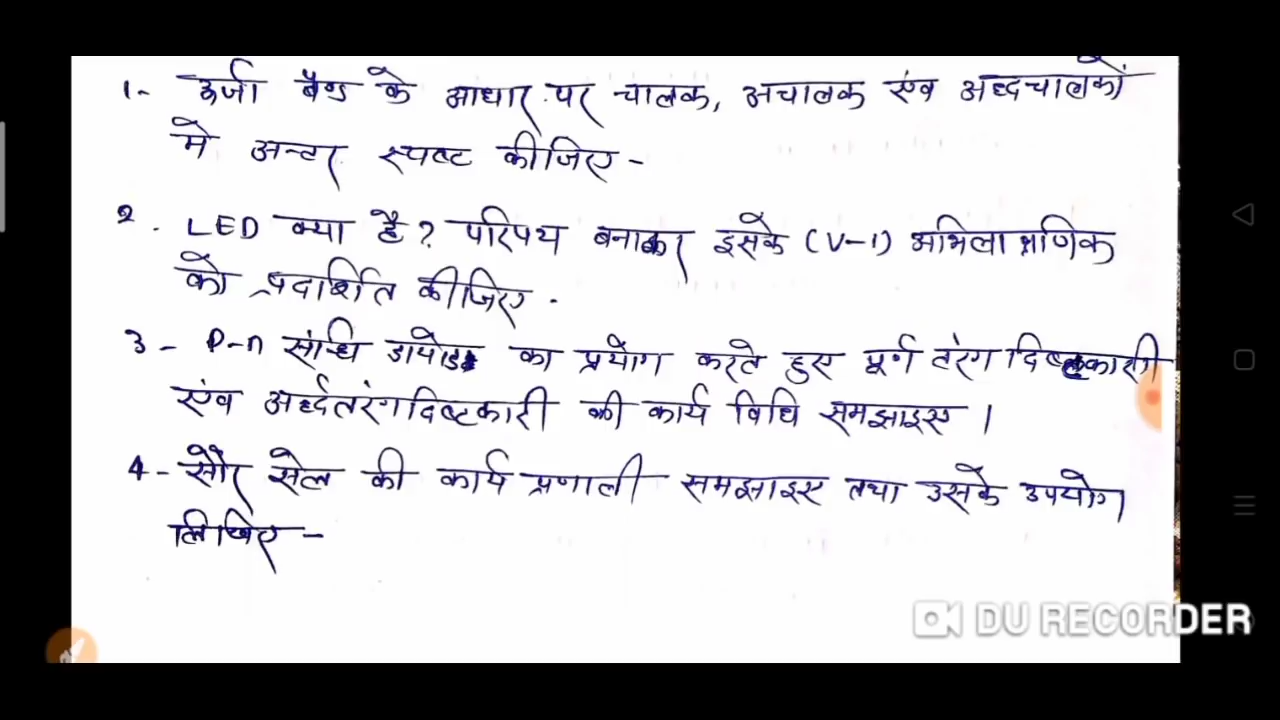 1- ऊर्जा बैण्ड के आधार पर चालक, अचालक एंव अर्द्धचालकों
मे अन्तर स्पष्ट कीजिए -
2. LED क्या है? परिपथ बनाकर इसके (V-I) अभिलाक्षणिक
को प्रदर्शित कीजिए.
3- P-n संन्धि डायोड का प्रयोग करते हुए पूर्ण तरंग दिष्टकारी
एंव अर्द्धतरंगदिष्टकारी की कार्य विधि समझाइए।
4- सौर सेल की कार्य प्रणाली समझाइए तथा उसके उपयोग
लिखिए -
DU RECORDER